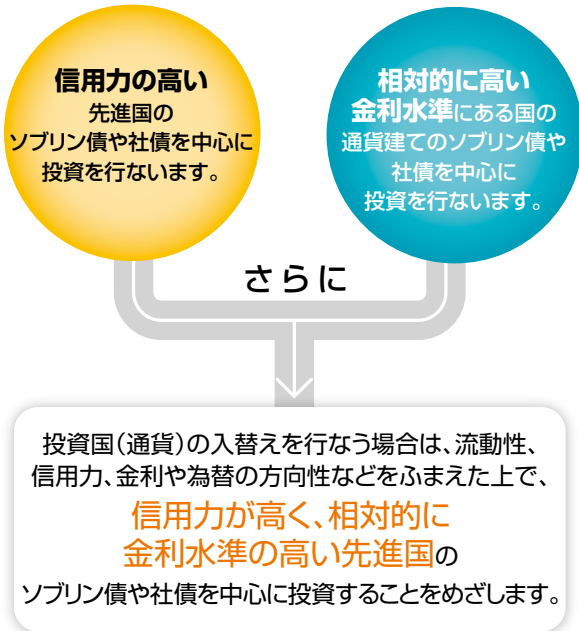 信用力の高い
先進国の
ソブリン債や社債を中心に
投資を行ないます。
相対的に高い
金利水準にある国の
通貨建てのソブリン債や
社債を中心に
投資を行ないます。
さらに
投資国（通貨）の入替えを行なう場合は、流動性、
信用力、金利や為替の方向性などをふまえた上で、
信用力が高く、相対的に
金利水準の高い先進国の
ソブリン債や社債を中心に投資することをめざします。